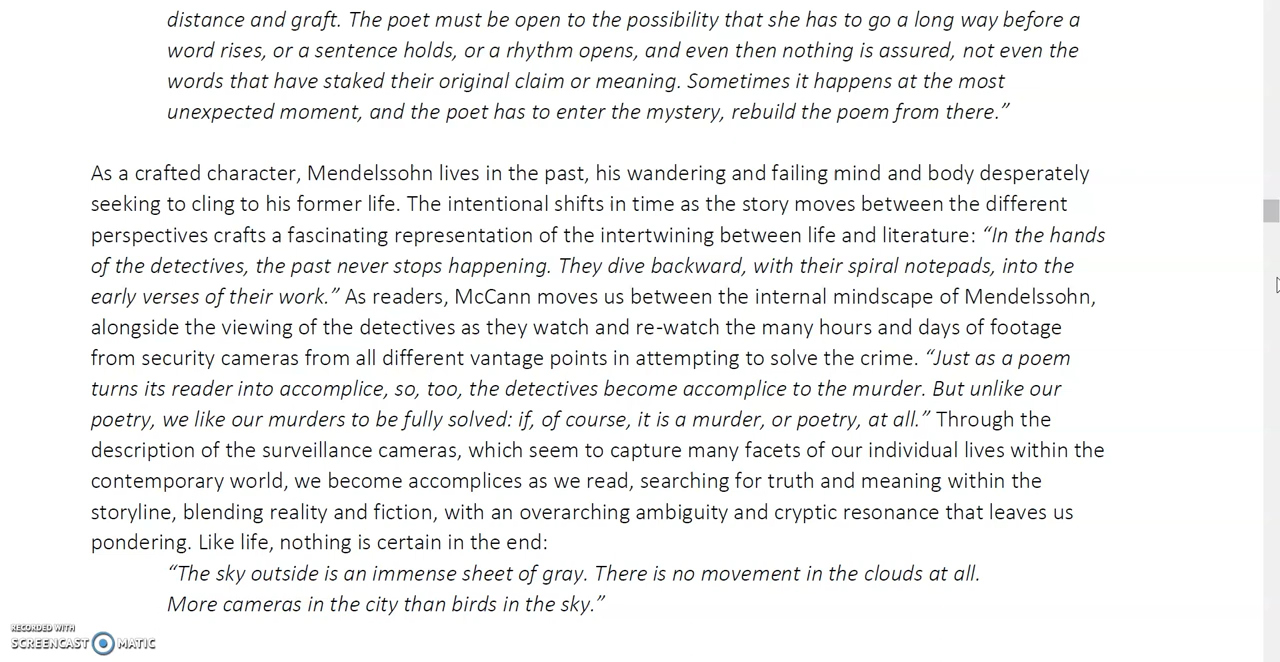 distance and graft. The poet must be open to the possibility that she has to go a long way before a
word rises, or a sentence holds, or a rhythm opens, and even then nothing is assured, not even the
words that have staked their original claim or meaning. Sometimes it happens at the most
unexpected moment, and the poet has to enter the mystery, rebuild the poem from there.”
As a crafted character, Mendelssohn lives in the past, his wandering and failing mind and body desperately
seeking to cling to his former life. The intentional shifts in time as the story moves between the different
perspectives crafts a fascinating representation of the intertwining between life and literature: “In the hands
of the detectives, the past never stops happening. They dive backward, with their spiral notepads, into the
early verses of their work.” As readers, McCann moves us between the internal mindscape of Mendelssohn,
alongside the viewing of the detectives as they watch and re-watch the many hours and days of footage
from security cameras from all different vantage points in attempting to solve the crime. “Just as a poem
turns its reader into accomplice, so, too, the detectives become accomplice to the murder. But unlike our
poetry, we like our murders to be fully solved: if, of course, it is a murder, or poetry, at all.” Through the
description of the surveillance cameras, which seem to capture many facets of our individual lives within the
contemporary world, we become accomplices as we read, searching for truth and meaning within the
storyline, blending reality and fiction, with an overarching ambiguity and cryptic resonance that leaves us
pondering. Like life, nothing is certain in the end:
“The sky outside is an immense sheet of gray. There is no movement in the clouds at all.
More cameras in the city than birds in the sky.”
RECORDED WITH
SCREENCAST MATIC